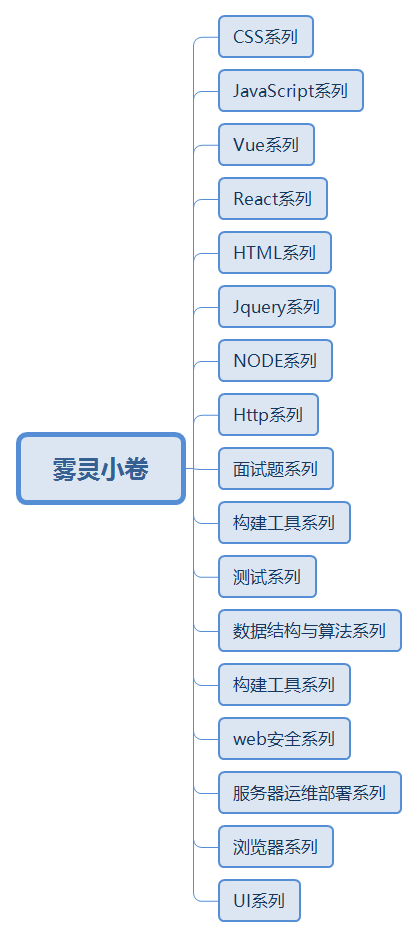 雾灵小卷
CSS系列
JavaScript系列
Vue系列
React系列
HTML系列
Jquery系列
NODE系列
Http系列
面试题系列
构建工具系列
测试系列
数据结构与算法系列
构建工具系列
web安全系列
服务器运维部署系列
浏览器系列
UI系列